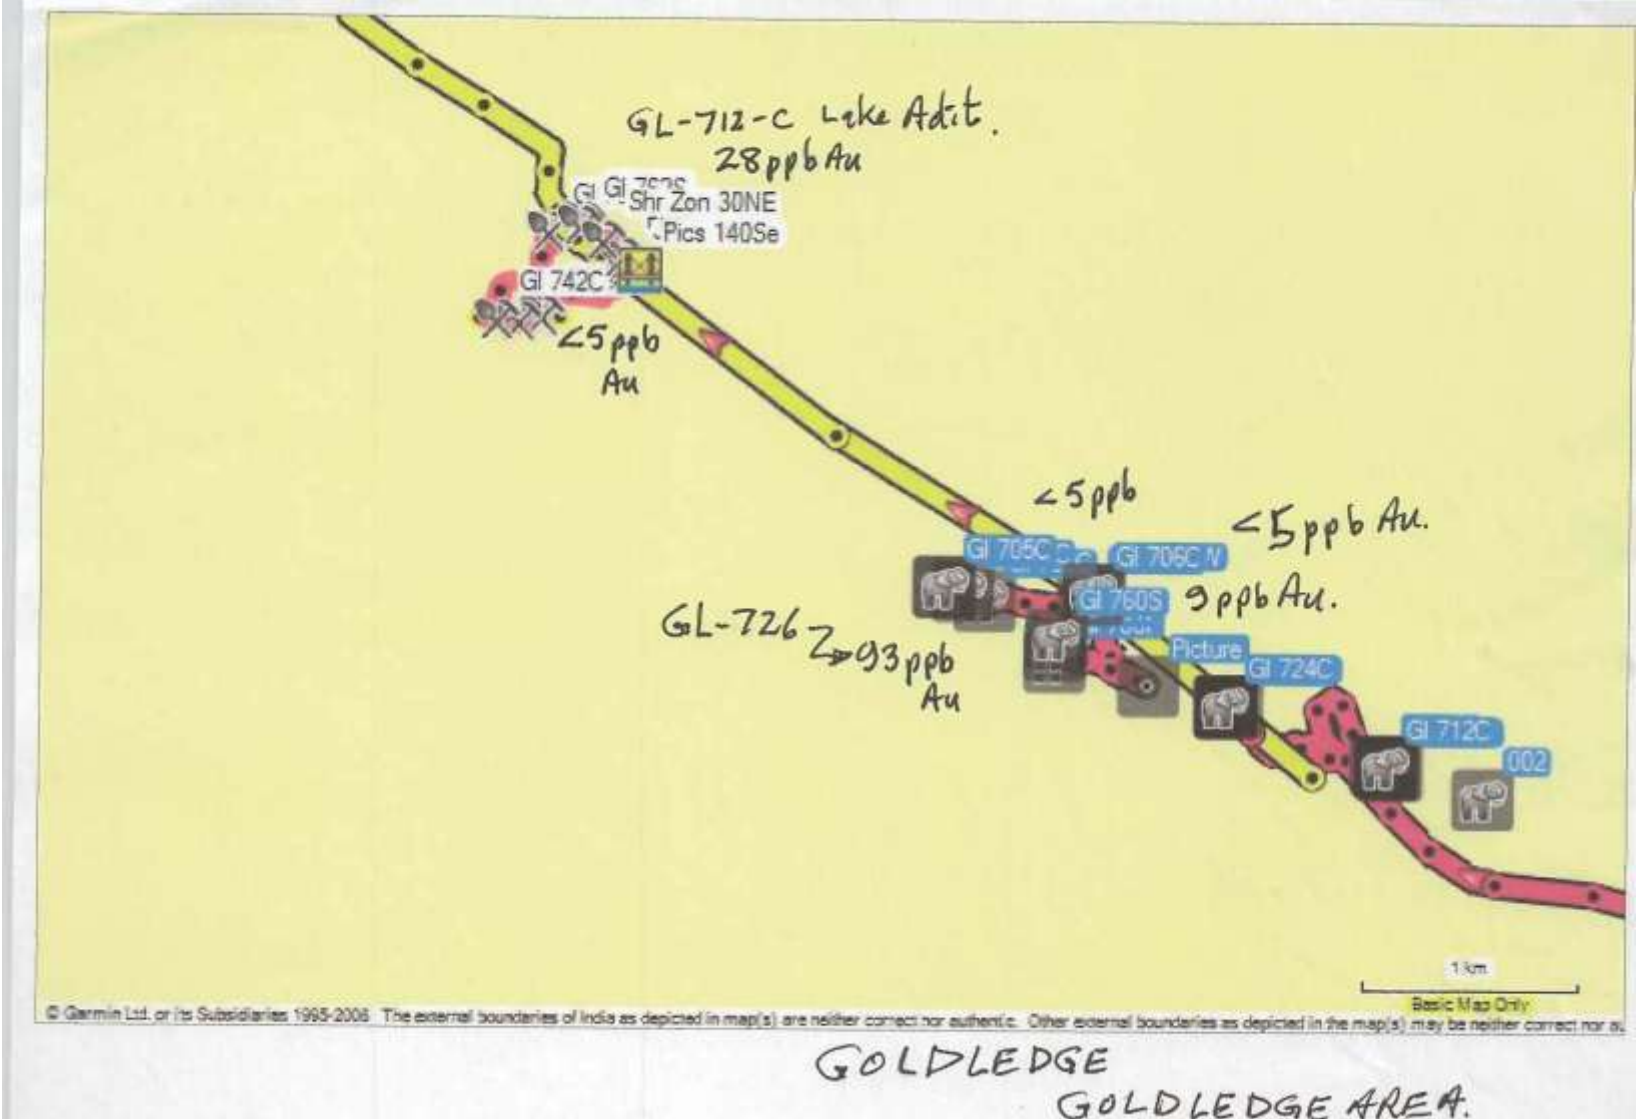 GL-712-C Lake Adit.
28ppb Au
Gl
Shr Zon 30NE
Pics 140Se
Gl 742C
<5ppb
Au
<5ppb
<5ppb Au.
Gl 705C
Gl 706C
Gl 760S
9ppb Au.
GL-726
93ppb
Au
Picture
Gl 724C
Gl 712C
002
1 km
Basic Map Only
© Garmin Ltd. or its Subsidiaries 1995-2006 The external boundaries of India as depicted in map(s) are neither correct nor authentic. Other external boundaries as depicted in the map(s) may be neither correct nor
GOLDLEDGE
GOLDLEDGE AREA